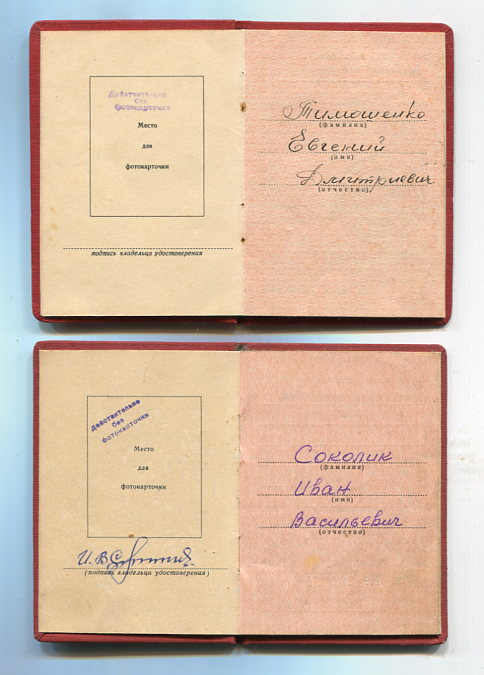 Действительно
без
фотокарточки
Место
для
фотокарточки
подпись владельца удостоверения
Тимошенко
(фамилия)
Евгений
(имя)
Дмитриевич
(отчество)
Действительно
без
фотокарточки
Место
для
фотокарточки
И.В.
(подпись владельца удостоверения)
Соколик
(фамилия)
Иван
(имя)
Васильевич
(отчество)